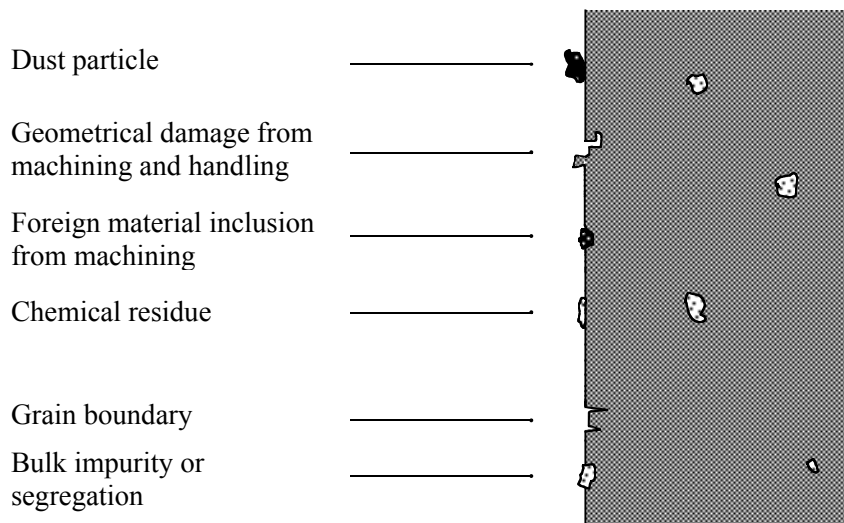 Dust particle
Geometrical damage from
machining and handling
Foreign material inclusion
from machining
Chemical residue
Grain boundary
Bulk impurity or
segregation